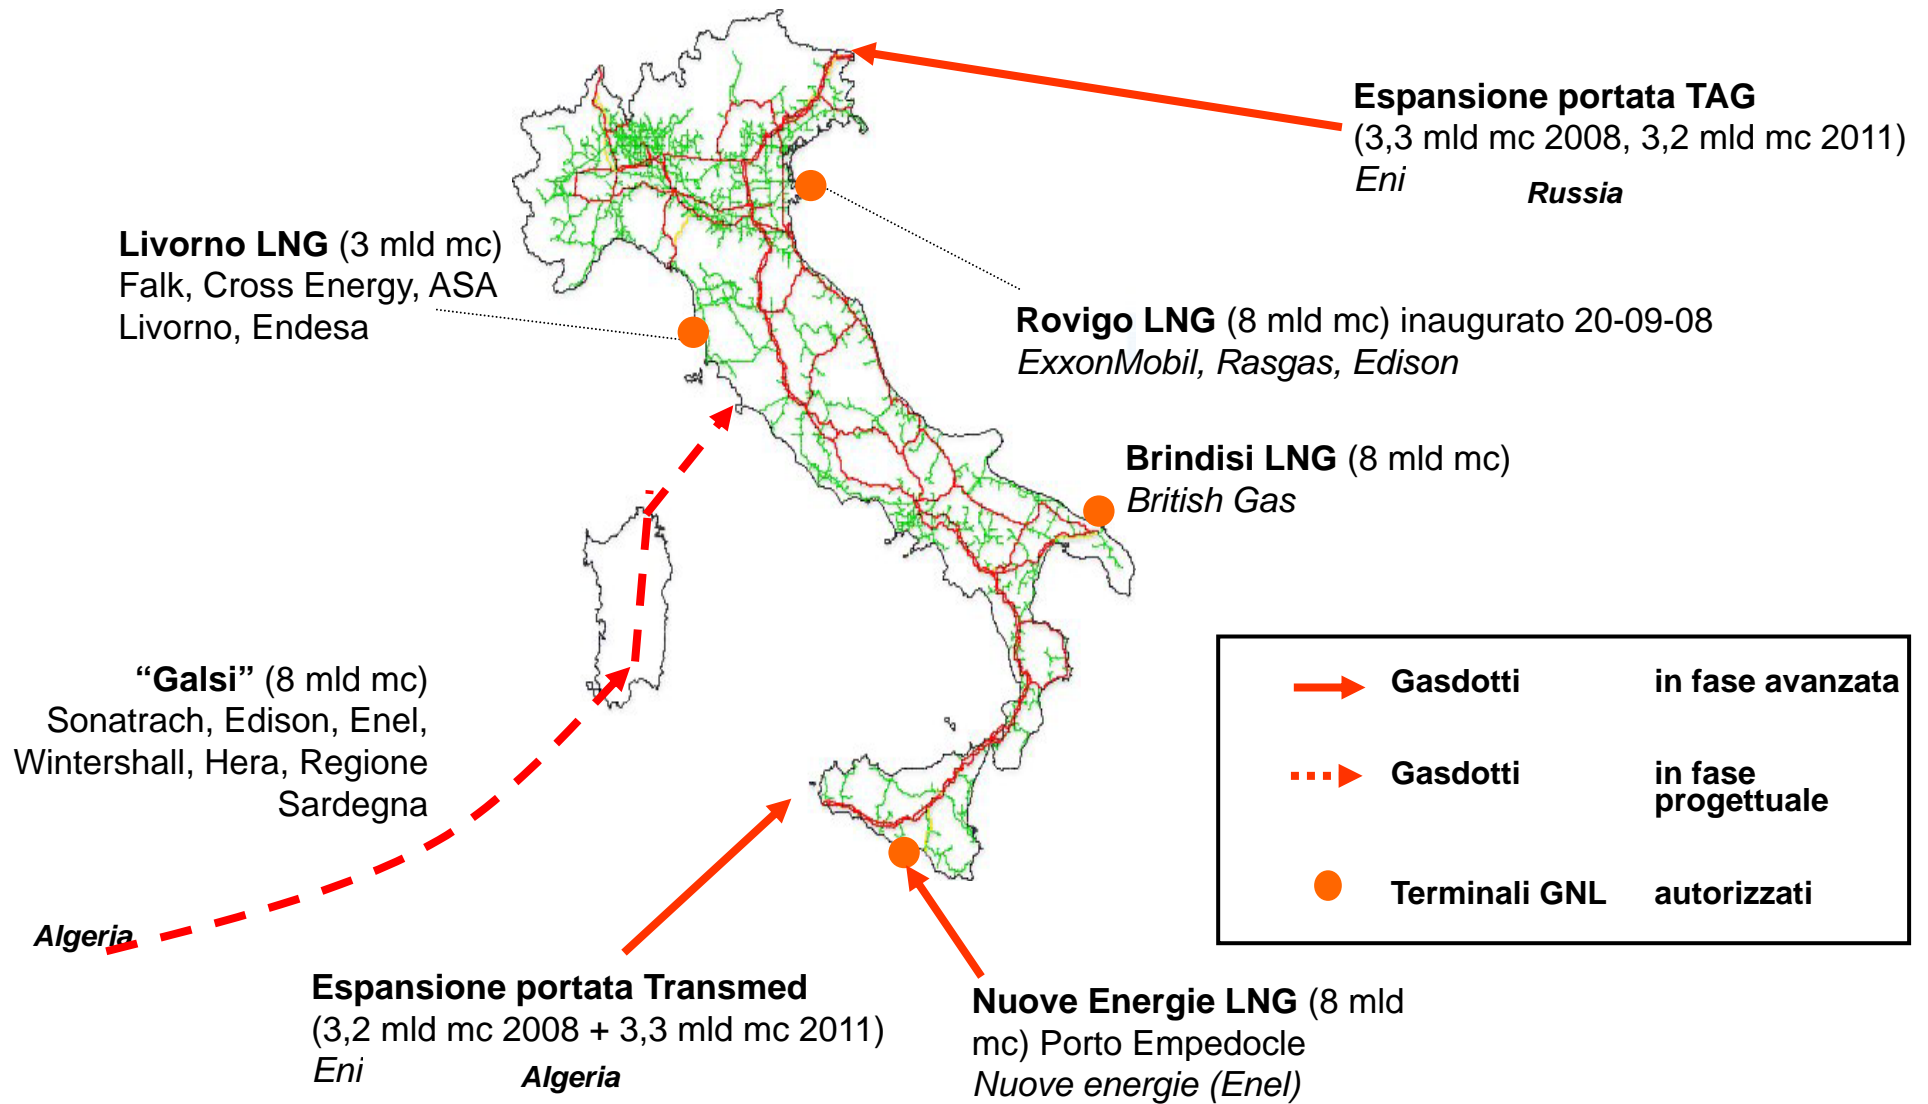 Espansione portata TAG
(3,3 mld mc 2008, 3,2 mld mc 2011)
Eni
Russia
Livorno LNG (3 mld mc)
Falk, Cross Energy, ASA
Livorno, Endesa
Rovigo LNG (8 mld mc) inaugurato 20-09-08
ExxonMobil, Rasgas, Edison
Brindisi LNG (8 mld mc)
British Gas
“Galsi” (8 mld mc)
Sonatrach, Edison, Enel,
Wintershall, Hera, Regione
Sardegna
Algeria
Gasdotti in fase avanzata
Gasdotti in fase
progettuale
Terminali GNL autorizzati
Espansione portata Transmed
(3,2 mld mc 2008 + 3,3 mld mc 2011)
Eni
Algeria
Nuove Energie LNG (8 mld
mc) Porto Empedocle
Nuove energie (Enel)